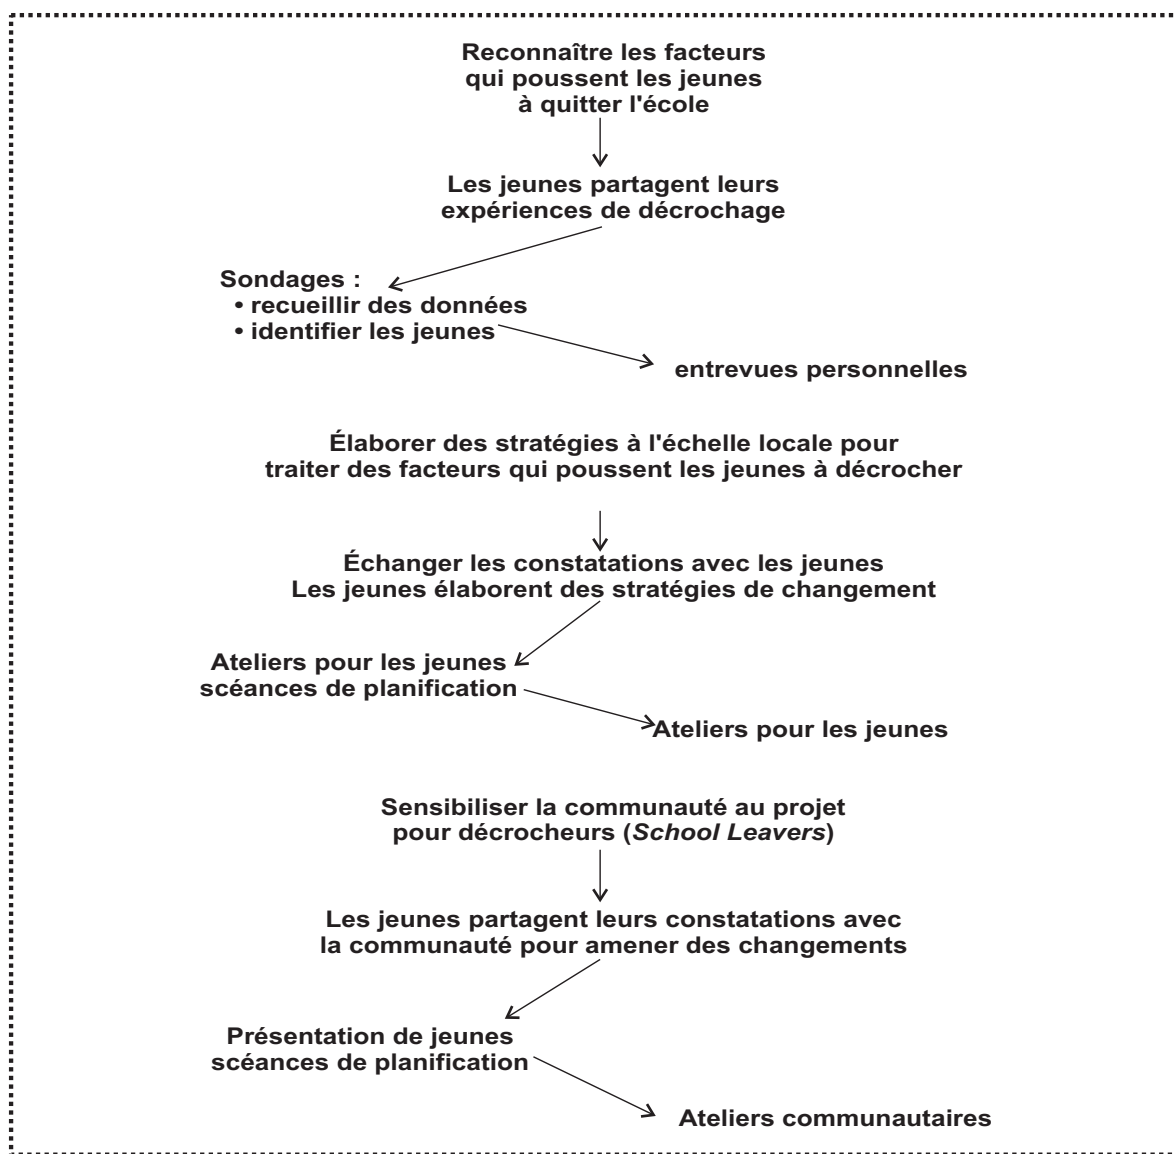 Reconnaître les facteurs
qui poussent les jeunes
à quitter l'école
Les jeunes partagent leurs
expériences de décrochage
Sondages :
• recueillir des données
• identifier les jeunes
entrevues personnelles
Élaborer des stratégies à l'échelle locale pour
traiter des facteurs qui poussent les jeunes à décrocher
Échanger les constatations avec les jeunes
Les jeunes élaborent des stratégies de changement
Ateliers pour les jeunes
scéances de planification
Ateliers pour les jeunes
Sensibiliser la communauté au projet
pour décrocheurs (School Leavers)
Les jeunes partagent leurs constatations avec
la communauté pour amener des changements
Présentation de jeunes
scéances de planification
Ateliers communautaires